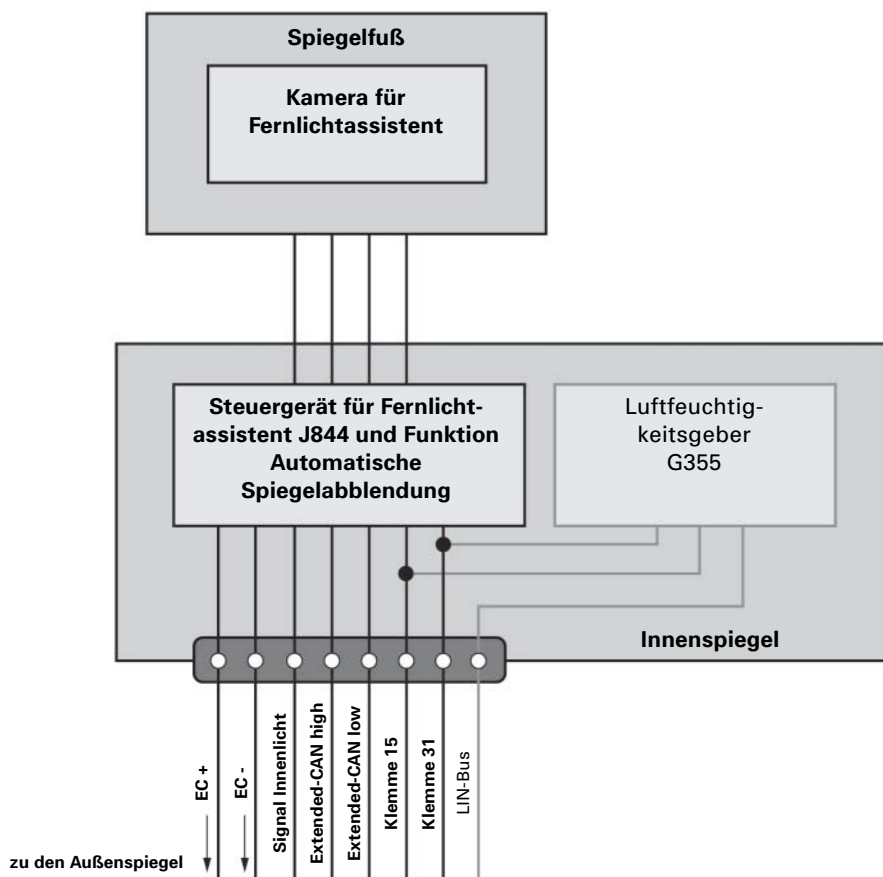 Spiegelfuß
Kamera für
Fernlichtassistent
Steuergerät für Fernlicht-
assistent J844 und Funktion
Automatische
Spiegelabblendung
Luftfeuchtig-
keitsgeber
G355
Innenspiegel
EC +
EC -
Signal Innenlicht
Extended-CAN high
Extended-CAN low
Klemme 15
Klemme 31
LIN-Bus
zu den Außenspiegel